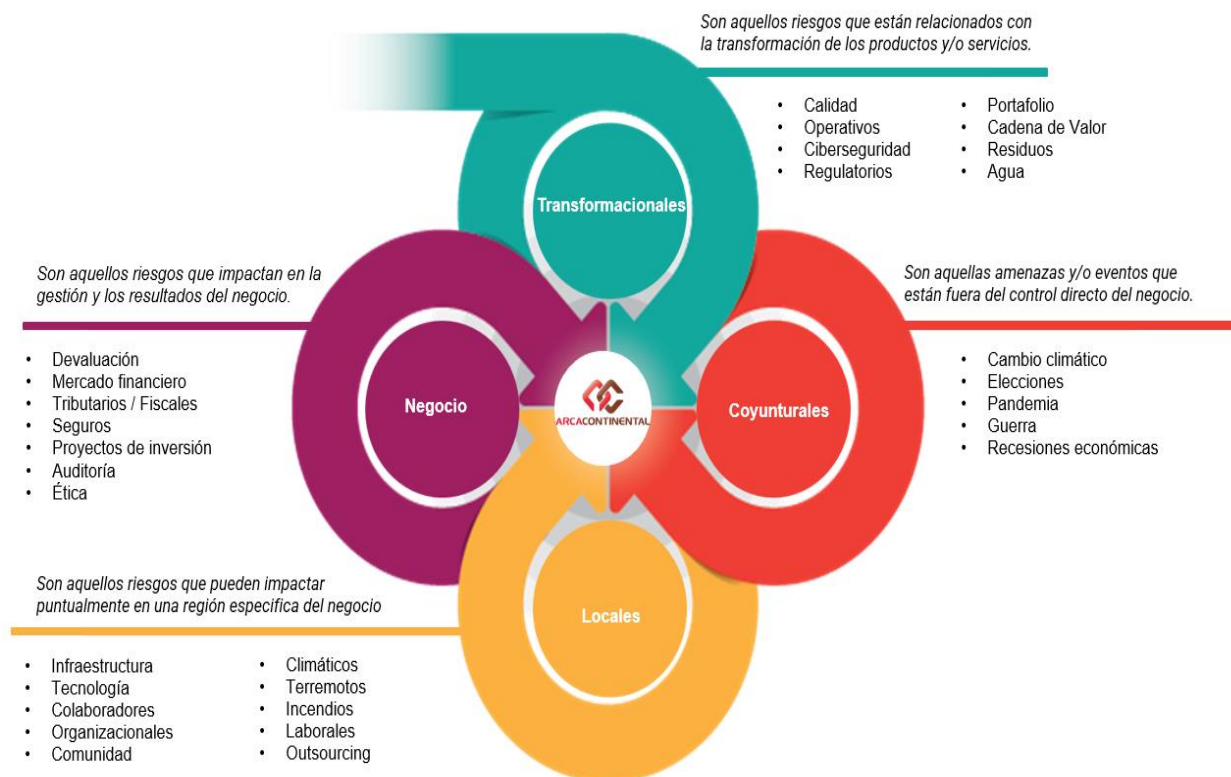 Son aquellos riesgos que están relacionados con
la transformación de los productos y/o servicios.
• Calidad
• Operativos
• Ciberseguridad
• Regulatorios
• Portafolio
• Cadena de Valor
• Residuos
• Agua
Transformacionales
Son aquellos riesgos que impactan en la
gestión y los resultados del negocio.
• Devaluación
• Mercado financiero
• Tributarios / Fiscales
• Seguros
• Proyectos de inversión
• Auditoría
• Ética
Negocio
ARCACONTINENTAL
Coyunturales
Son aquellas amenazas y/o eventos que
están fuera del control directo del negocio.
• Cambio climático
• Elecciones
• Pandemia
• Guerra
• Recesiones económicas
Son aquellos riesgos que pueden impactar
puntualmente en una región especifica del negocio
• Infraestructura
• Tecnología
• Colaboradores
• Organizacionales
• Comunidad
• Climáticos
• Terremotos
• Incendios
• Laborales
• Outsourcing
Locales